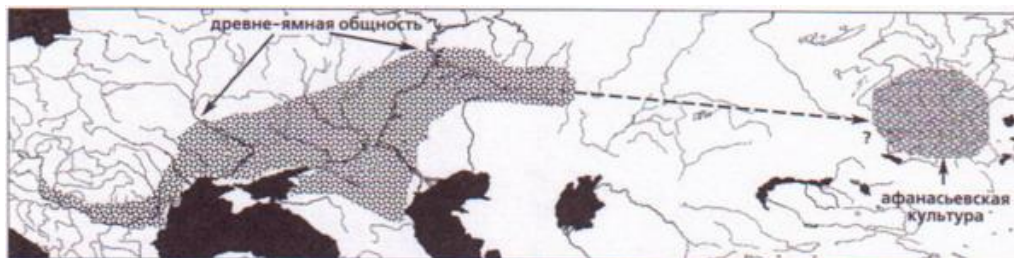 древне-ямная общность
?
афанасьевская
культура